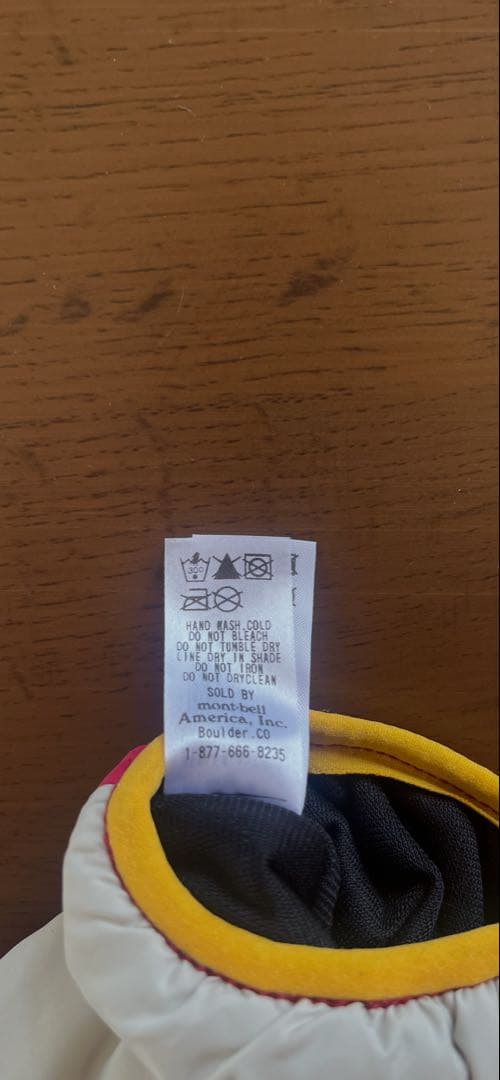 30°
HAND WASH.COLD
DO NOT BLEACH
DO NOT TUMBLE DRY
LINE DRY IN SHADE
DO NOT IRON
DO NOT DRYCLEAN
SOLD BY
mont-bell
America, Inc.
Boulder.CO
1-877-666-8235